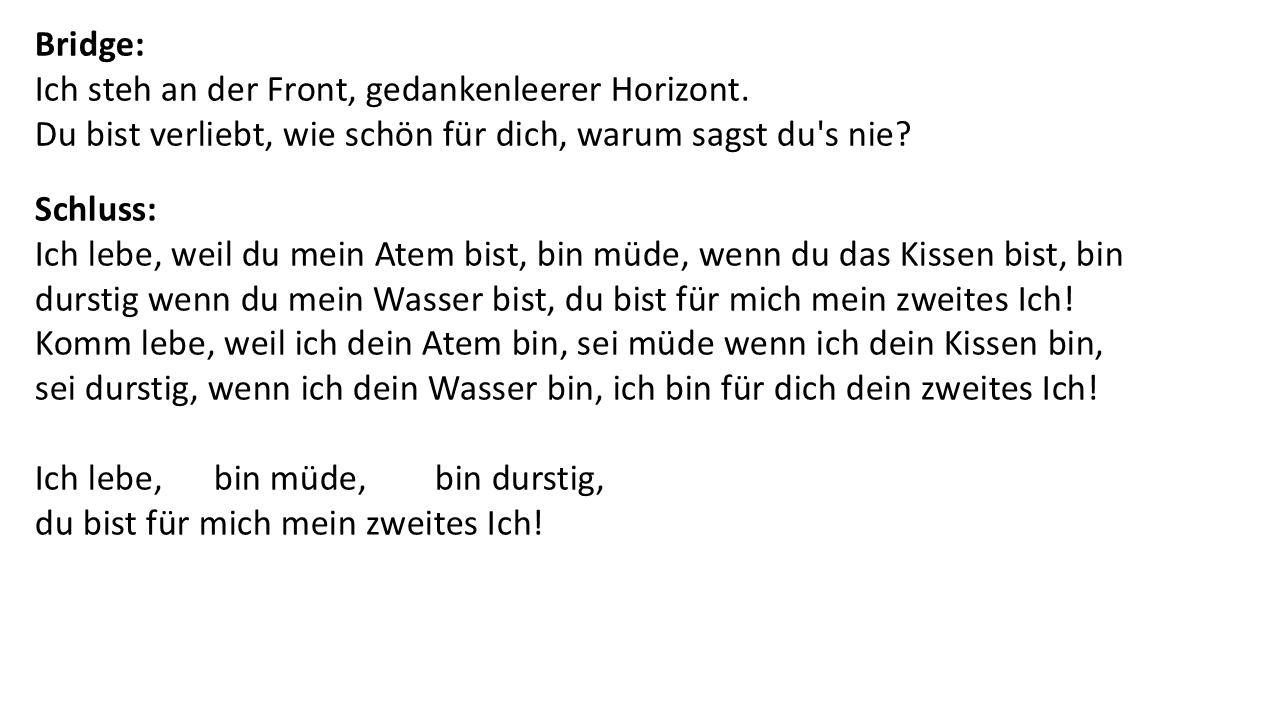 Bridge:
Ich steh an der Front, gedankenleerer Horizont.
Du bist verliebt, wie schön für dich, warum sagst du's nie?
Schluss:
Ich lebe, weil du mein Atem bist, bin müde, wenn du das Kissen bist, bin
durstig wenn du mein Wasser bist, du bist für mich mein zweites Ich!
Komm lebe, weil ich dein Atem bin, sei müde wenn ich dein Kissen bin,
sei durstig, wenn ich dein Wasser bin, ich bin für dich dein zweites Ich!
Ich lebe, bin müde, bin durstig,
du bist für mich mein zweites Ich!